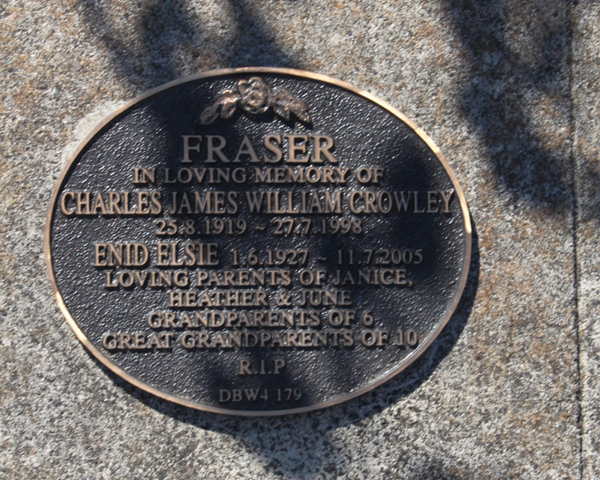 FRASER
IN LOVING MEMORY OF
CHARLES JAMES WILLIAM CROWLEY
25.8.1919 ~ 27.7.1998
ENID ELSIE 1.6.1927 ~ 11.7.2005
LOVING PARENTS OF JANICE,
HEATHER & JUNE
GRANDPARENTS OF 6
GREAT GRANDPARENTS OF 10
R.I.P
DBW4 179